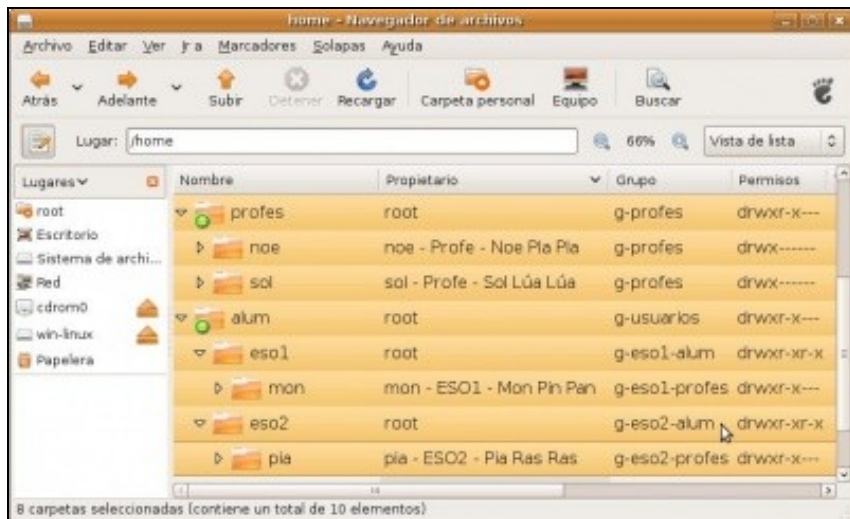 home - Navegador de archivos
Archivo Editar Ver Ir a Marcadores Solapas Ayuda
Atrás Adelante Subir Detener Recargar Carpeta personal Equipo Buscar
Lugar: /home 66% Vista de lista
Lugares Nombre Propietario Grupo Permisos
root profes root g-profes drwxr-x---
Escritorio
Sistema de archi... noe noe - Profe - Noe Pla Pla g-profes drwx------
Red sol sol - Profe - Sol Lúa Lúa g-profes drwx------
cdrom0 alum root g-usuarios drwxr-x---
win-linux
Papelera eso1 root g-eso1-alum drwxr-xr-x
mon mon - ESO1 - Mon Pin Pan g-eso1-profes drwxr-x---
eso2 root g-eso2-alum drwxr-xr-x
pia pia - ESO2 - Pia Ras Ras g-eso2-profes drwxr-x---
8 carpetas seleccionadas (contiene un total de 10 elementos)